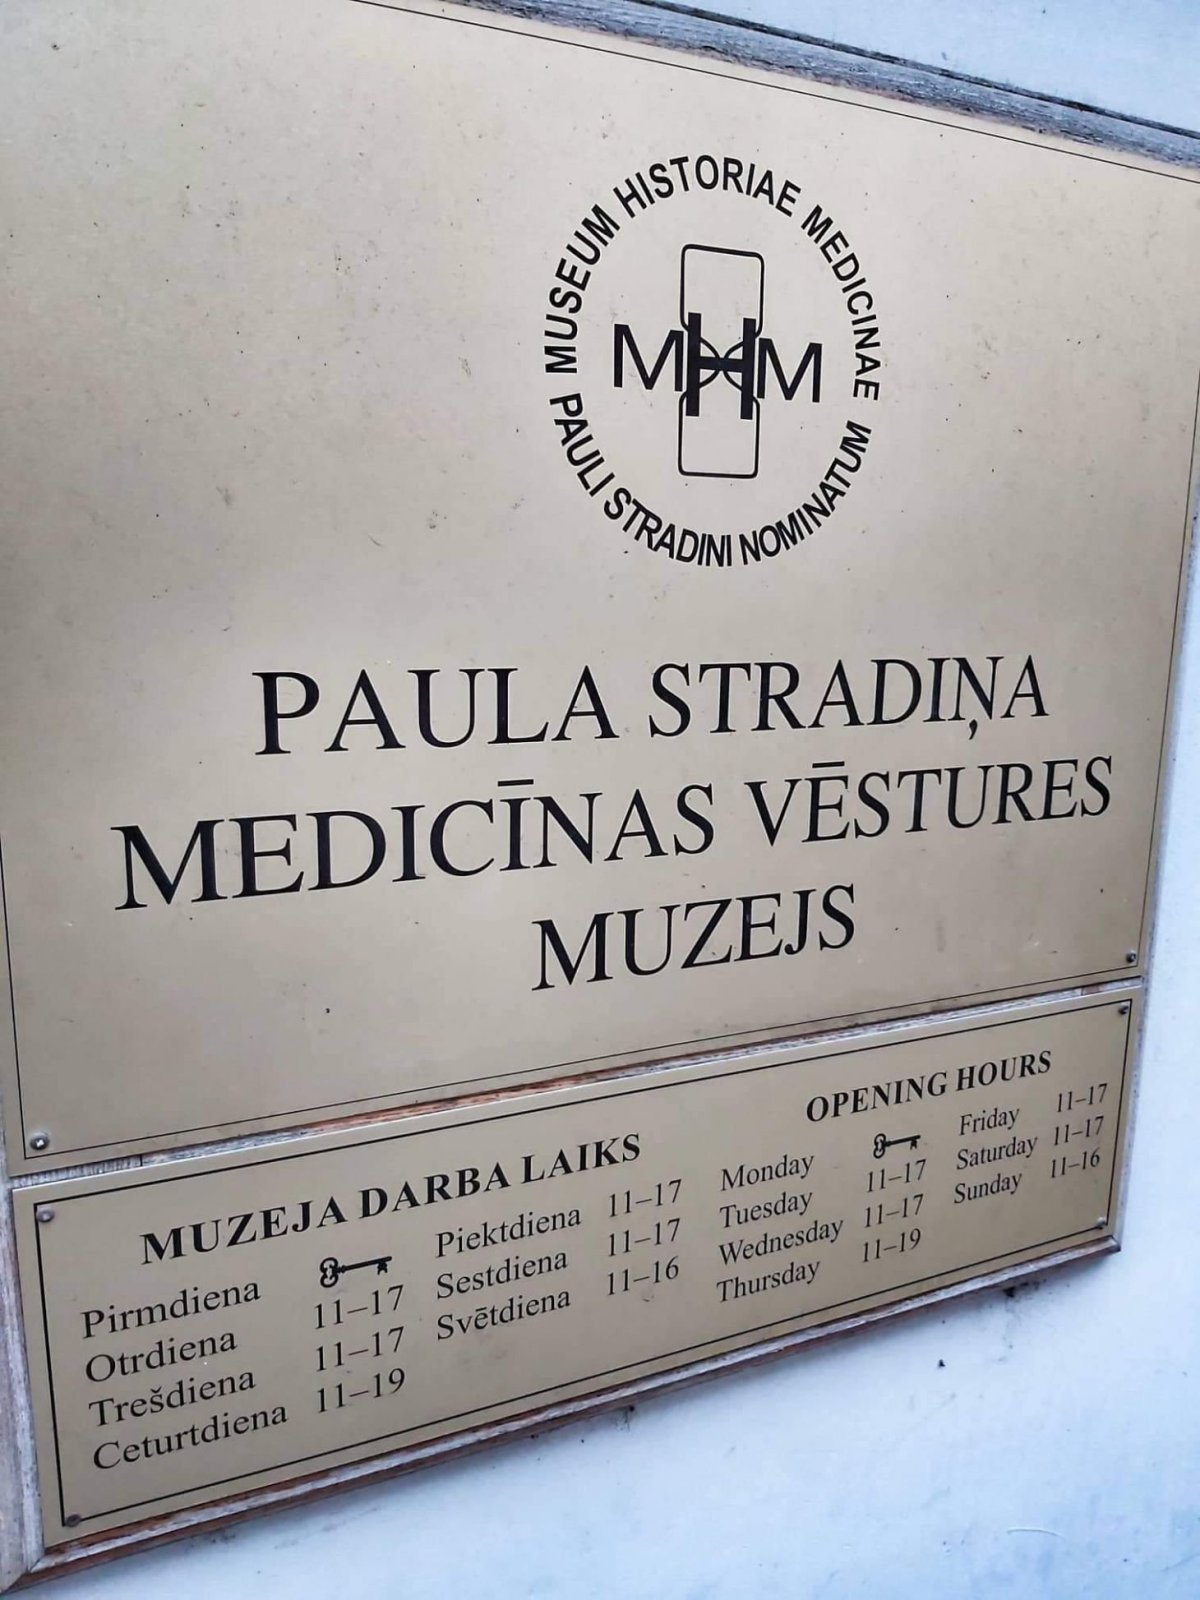 MUSEUM HISTORIAE MEDICINAE
PAULI STRADINI NOMINATUM
MHM
PAULA STRADIŅA
MEDICĪNAS VĒSTURES
MUZEJS
MUZEJA DARBA LAIKS
Pirmdiena
Otrdiena 11–17
Trešdiena 11–17
Ceturtdiena 11–19
Piektdiena 11–17
Sestdiena 11–17
Svētdiena 11–16
OPENING HOURS
Monday
Tuesday 11–17
Wednesday 11–17
Thursday 11–19
Friday 11–17
Saturday 11–17
Sunday 11–16